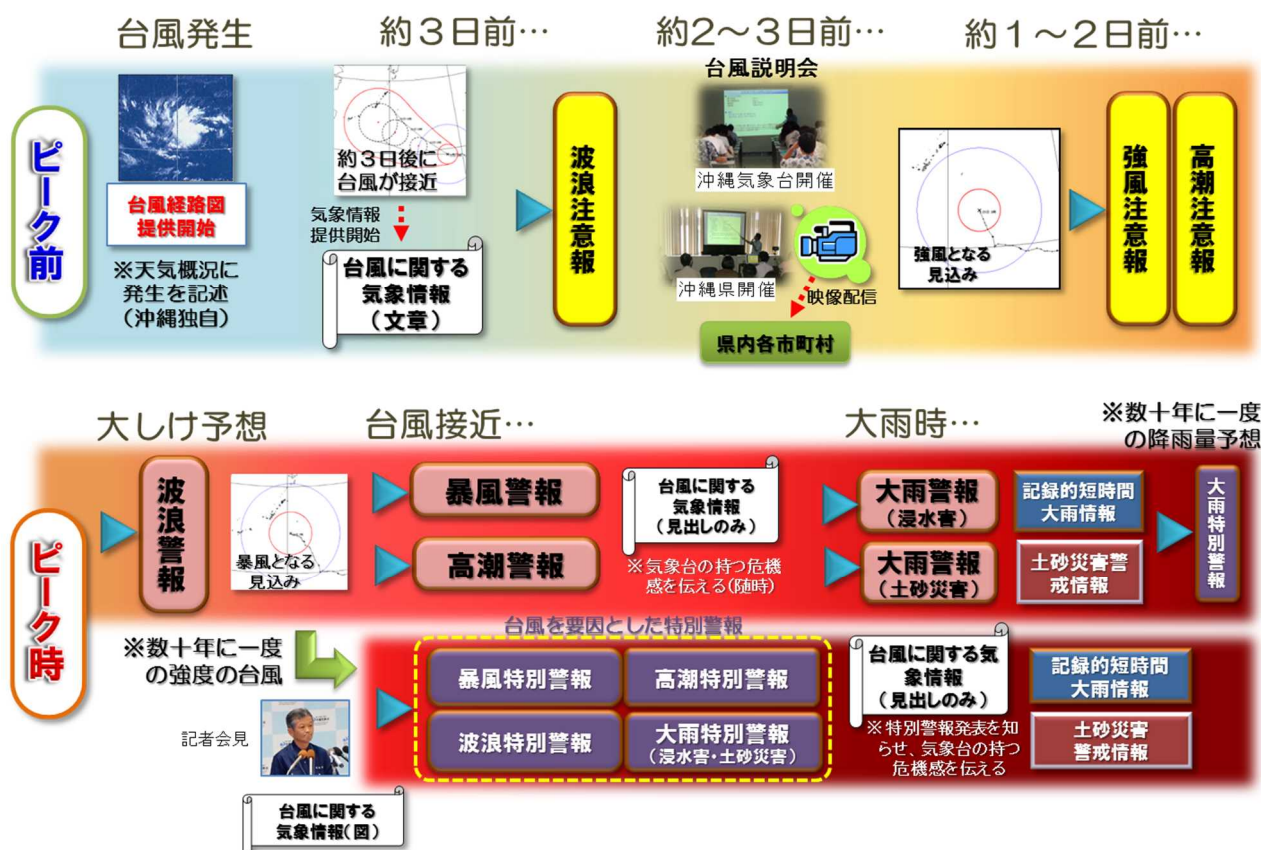 台風発生
約３日前…
約2～3日前…
約１～２日前…
ピーク前
台風経路図
提供開始
※天気概況に
発生を記述
（沖縄独自）
約３日後に
台風が接近
気象情報
提供開始
台風に関する
気象情報
（文章）
波浪注意報
台風説明会
沖縄気象台開催
沖縄県開催
映像配信
県内各市町村
強風となる
見込み
強風注意報
高潮注意報
大しけ予想
台風接近…
大雨時…
※数十年に一度
の降雨量予想
ピーク時
波浪警報
暴風となる
見込み
暴風警報
高潮警報
台風に関する
気象情報
（見出しのみ）
※気象台の持つ危機
感を伝える(随時)
大雨警報
（浸水害）
大雨警報
（土砂災害）
記録的短時間
大雨情報
土砂災害警
戒情報
大雨特別警報
※数十年に一度
の強度の台風
記者会見
台風に関する
気象情報（図）
台風を要因とした特別警報
暴風特別警報
高潮特別警報
波浪特別警報
大雨特別警報
（浸水害・土砂災害）
台風に関する気
象情報
（見出しのみ）
※特別警報発表を知
らせ、気象台の持つ
危機感を伝える
記録的短時間
大雨情報
土砂災害
警戒情報